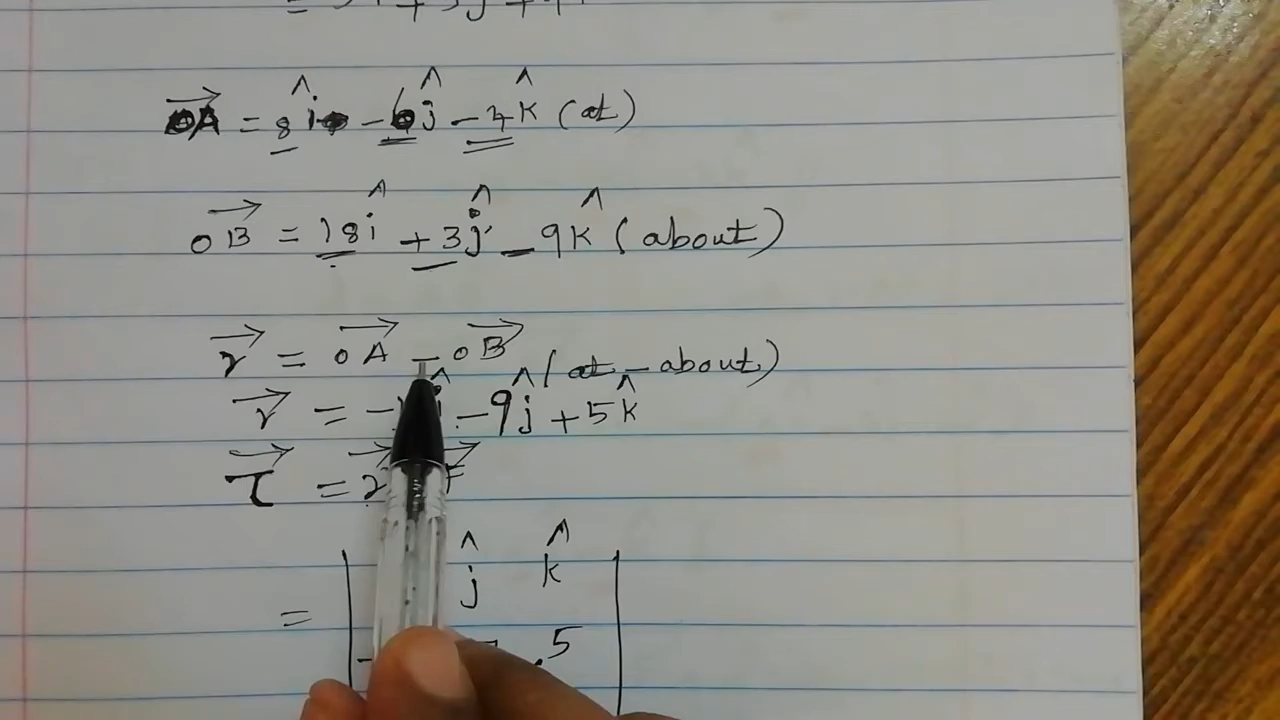 OA = 8i - 6j - 4k (at)
OB = 18i + 3j - 9k (about)
r = OA - OB (at - about)
r = - - 9j + 5k
τ = r F
j k
= 5